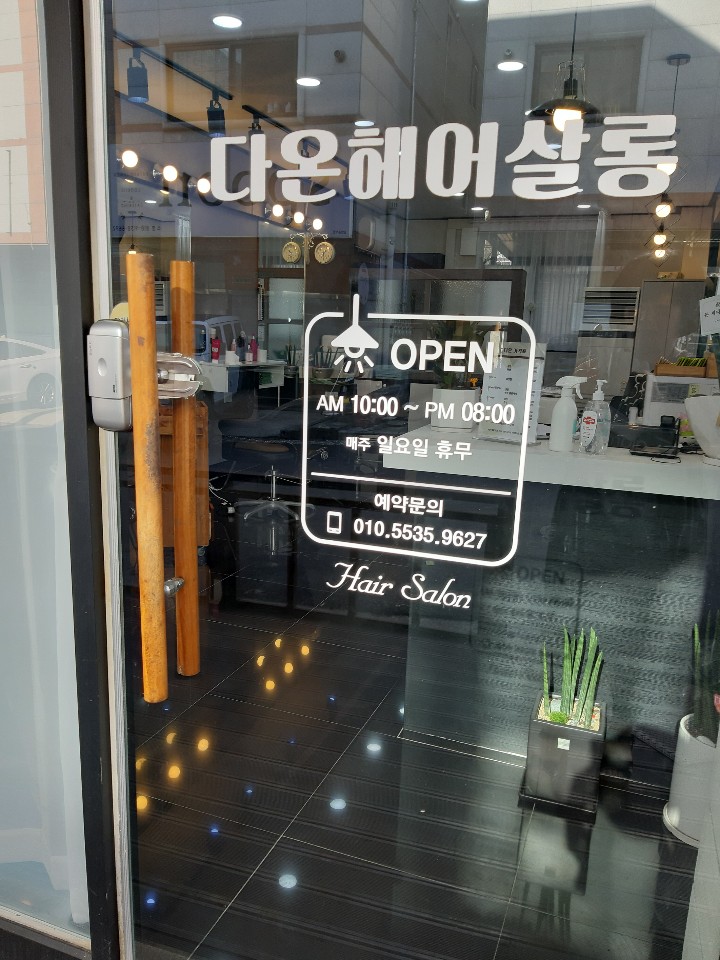 다온헤어살롱
OPEN
AM 10:00 ~ PM 08:00
매주 일요일 휴무
예약문의
010.5535.9627
Hair Salon